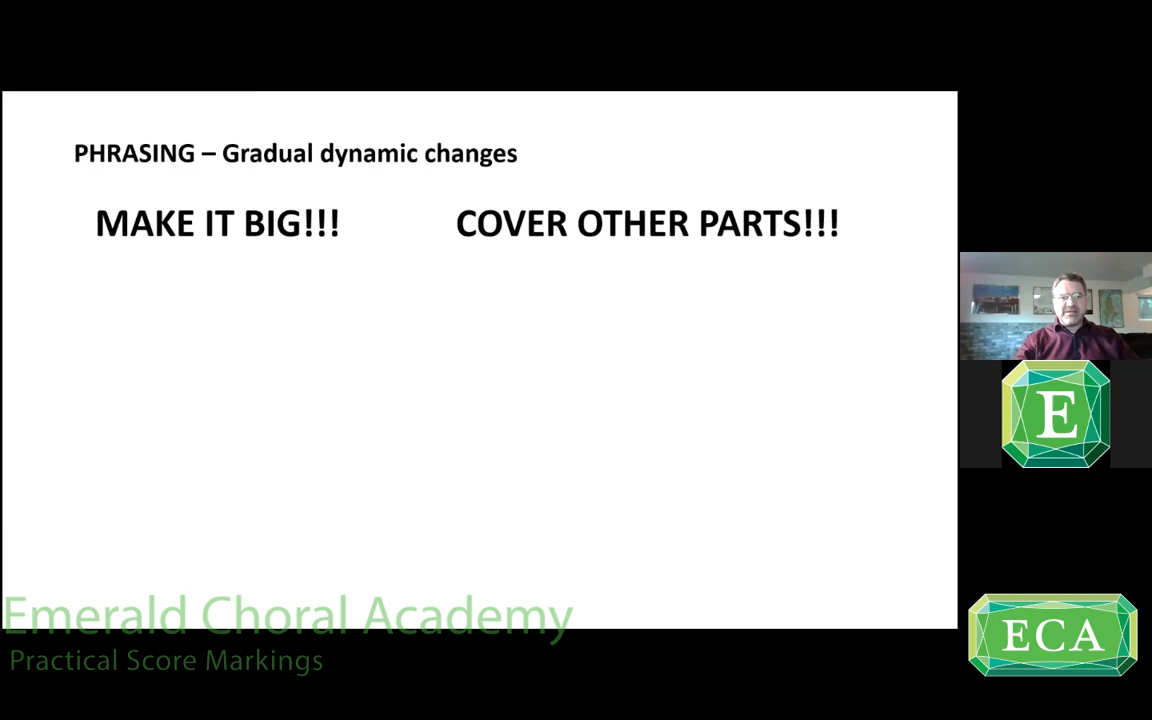 PHRASING – Gradual dynamic changes
MAKE IT BIG!!! COVER OTHER PARTS!!!
E
Emerald Choral Academy
Practical Score Markings
ECA